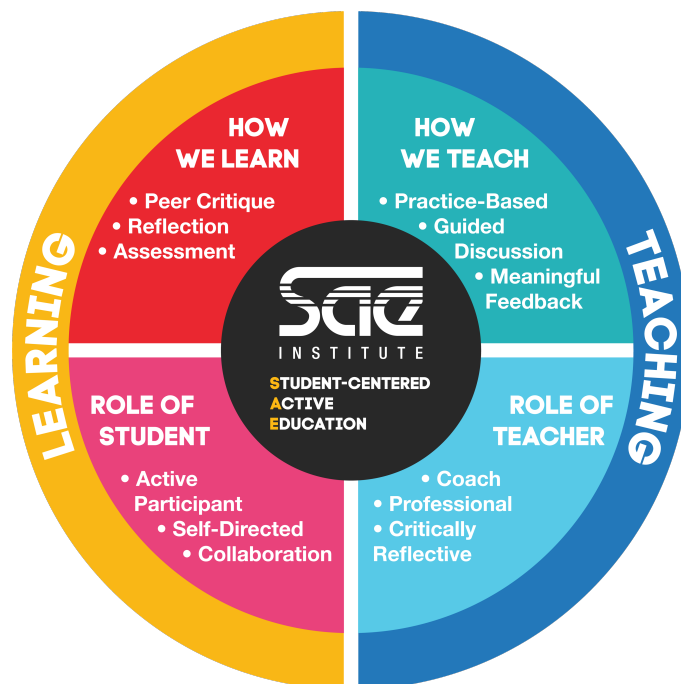 LEARNING
HOW
WE LEARN
• Peer Critique
• Reflection
• Assessment
HOW
WE TEACH
• Practice-Based
• Guided
Discussion
• Meaningful
Feedback
TEACHING
sae
INSTITUTE
STUDENT-CENTERED
ACTIVE
EDUCATION
ROLE OF
STUDENT
• Active
Participant
• Self-Directed
• Collaboration
ROLE OF
TEACHER
• Coach
• Professional
• Critically
Reflective